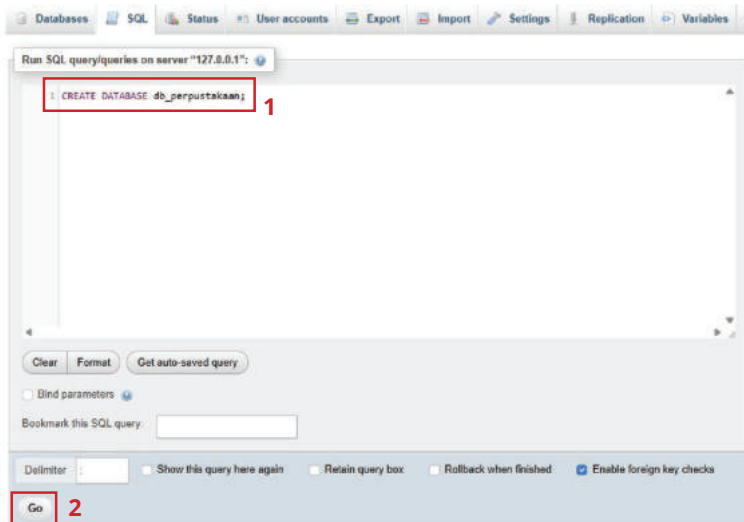 Databases SQL Status User accounts Export Import Settings Replication Variables
Run SQL query/queries on server "127.0.0.1":
1 CREATE DATABASE db_perpustakaan;
1
Clear Format Get auto-saved query
Bind parameters
Bookmark this SQL query:
Delimiter ; Show this query here again Retain query box Rollback when finished Enable foreign key checks
Go 2